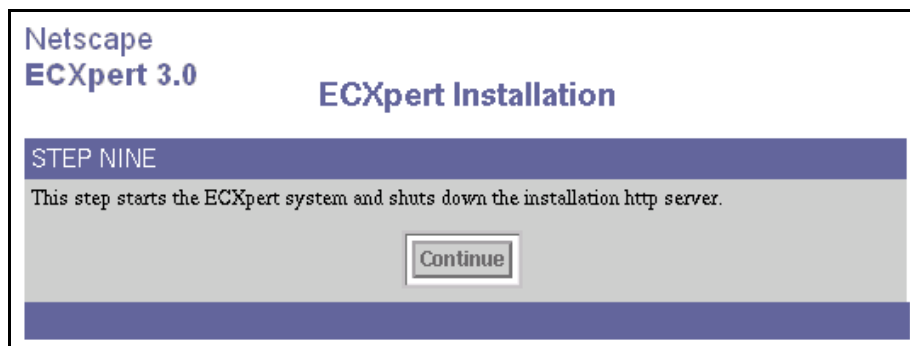 Netscape
ECXpert 3.0
ECXpert Installation
STEP NINE
This step starts the ECXpert system and shuts down the installation http server.
Continue